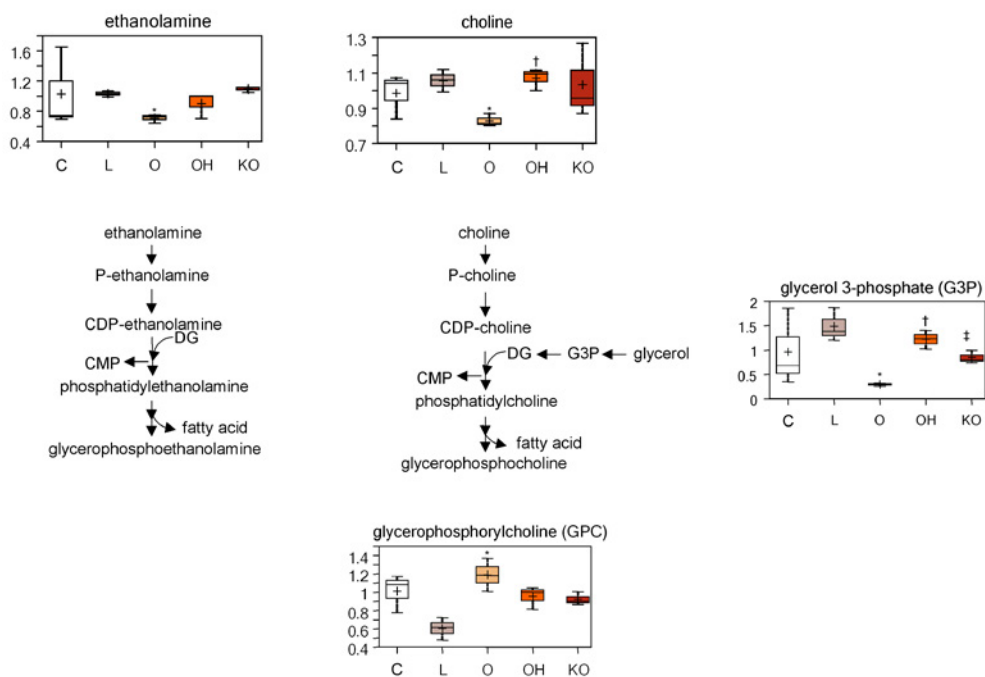 ethanolamine
1.6
1.2
0.8
0.4
*
C L O OH KO
choline
1.3
1.1
0.9
0.7
*
†
C L O OH KO
ethanolamine
P-ethanolamine
CDP-ethanolamine
DG
CMP
phosphatidylethanolamine
fatty acid
glycerophosphoethanolamine
choline
P-choline
CDP-choline
DG G3P glycerol
CMP
phosphatidylcholine
fatty acid
glycerophosphocholine
glycerol 3-phosphate (G3P)
2
1.5
1
0.5
0
*
‡
‡
C L O OH KO
glycerophosphorylcholine (GPC)
1.4
1.2
1
0.8
0.6
0.4
*
C L O OH KO